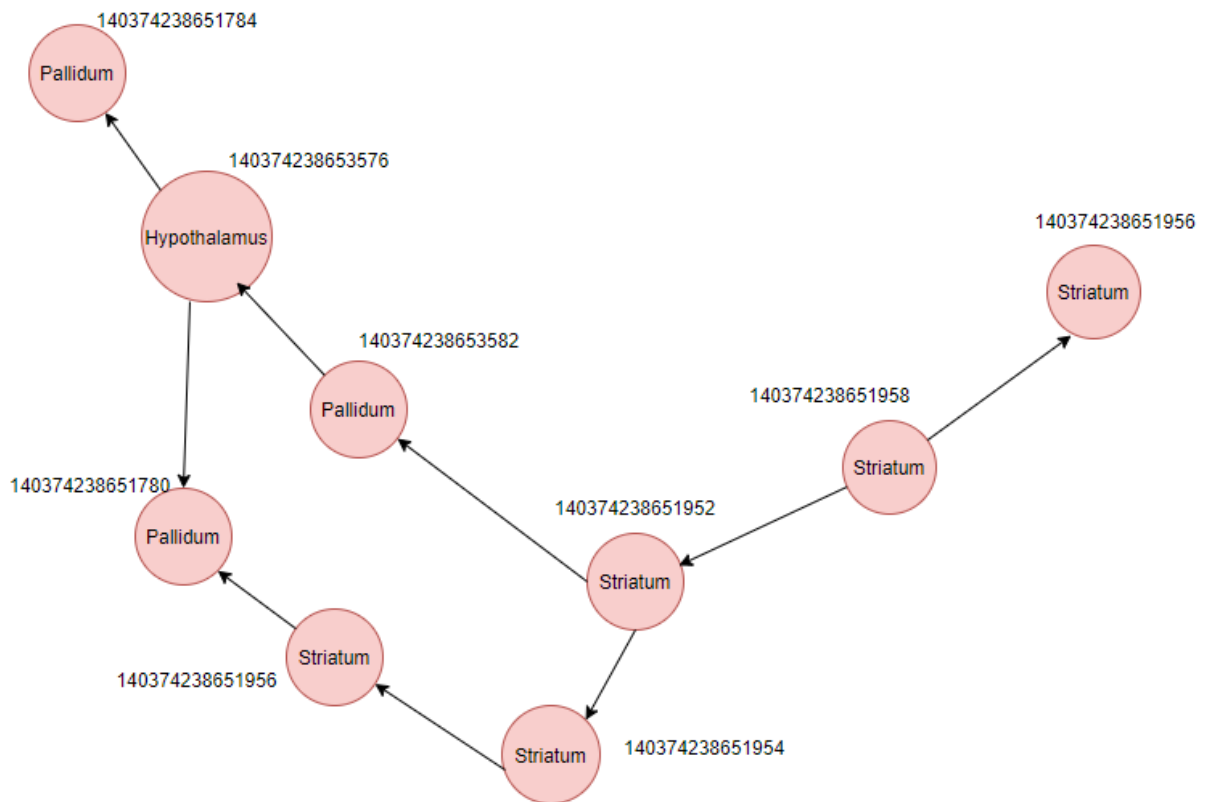 140374238651784
Pallidum
140374238653576
Hypothalamus
140374238651956
Striatum
140374238653582
Pallidum
140374238651958
Striatum
140374238651780
Pallidum
140374238651952
Striatum
Striatum
140374238651956
Striatum
140374238651954